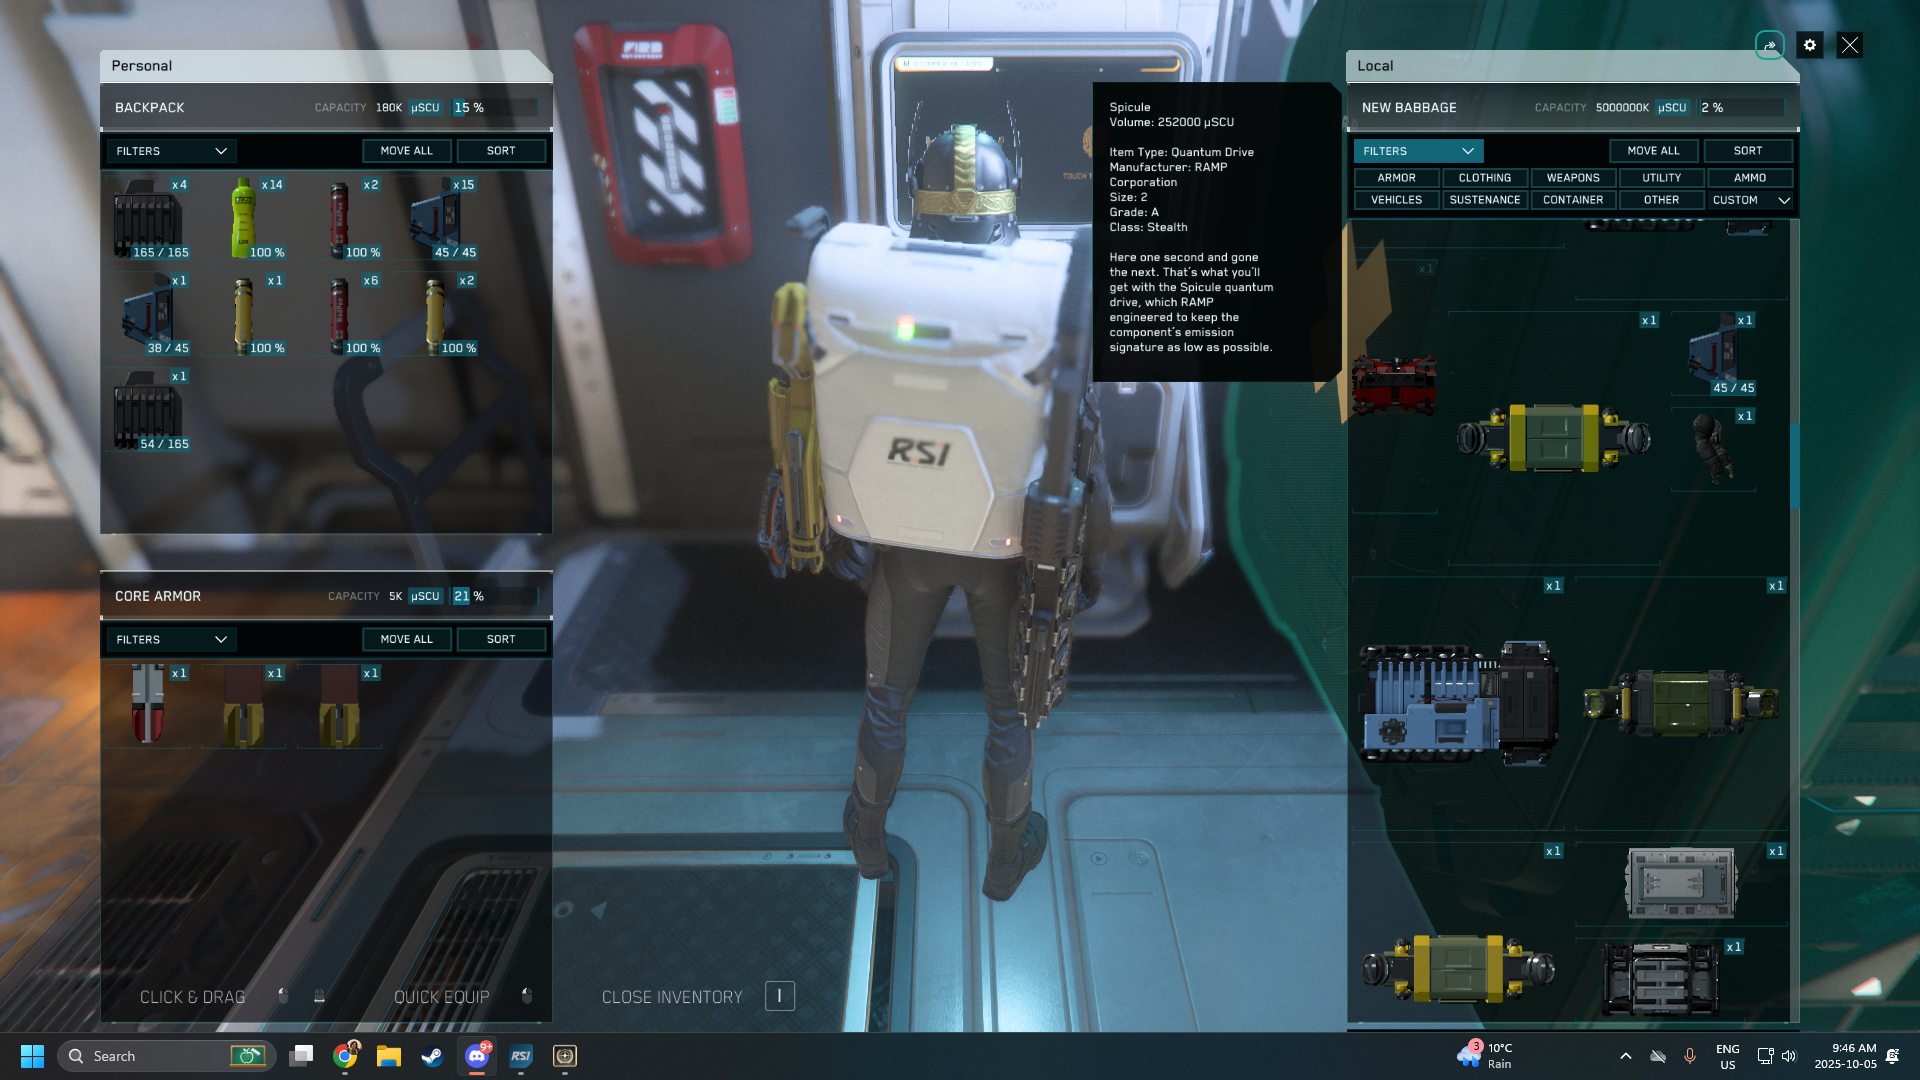 Personal
BACKPACK
CAPACITY 180K µSCU 15 %
FILTERS
MOVE ALL
SORT
x4
165 / 165
x14
100 %
x2
100 %
x15
45 / 45
x1
38 / 45
x1
100 %
x6
100 %
x2
100 %
x1
54 / 165
CORE ARMOR
CAPACITY 5K µSCU 21 %
FILTERS
MOVE ALL
SORT
x1
x1
x1
CLICK & DRAG
QUICK EQUIP
CLOSE INVENTORY
I
FIRE
RSI
Spicule
Volume: 252000 µSCU
Item Type: Quantum Drive
Manufacturer: RAMP
Corporation
Size: 2
Grade: A
Class: Stealth
Here one second and gone
the next. That's what you'll
get with the Spicule quantum
drive, which RAMP
engineered to keep the
component's emission
signature as low as possible.
Local
NEW BABBAGE
CAPACITY 5000000K µSCU 2 %
FILTERS
MOVE ALL
SORT
ARMOR
CLOTHING
WEAPONS
UTILITY
AMMO
VEHICLES
SUSTENANCE
CONTAINER
OTHER
CUSTOM
x1
x1
x1
45 / 45
x1
x1
x1
x1
x1
x1
Search
9+
RSI
3
10°C
Rain
ENG
US
9:46 AM
2025-10-05